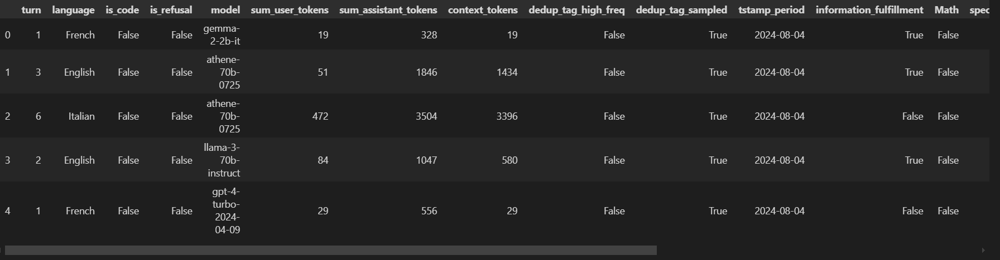 turn language is_code is_refusal model sum_user_tokens sum_assistant_tokens context_tokens dedup_tag_high_freq dedup_tag_sampled tstamp_period information_fulfillment Math spec
0 1 French False False gemma-2-2b-it 19 328 19 False True 2024-08-04 True False
1 3 English False False athene-70b-0725 51 1846 1434 False True 2024-08-04 True False
2 6 Italian False False athene-70b-0725 472 3504 3396 False True 2024-08-04 False False
3 2 English False False llama-3-70b-instruct 84 1047 580 False True 2024-08-04 True False
4 1 French False False gpt-4-turbo-2024-04-09 29 556 29 False True 2024-08-04 False False